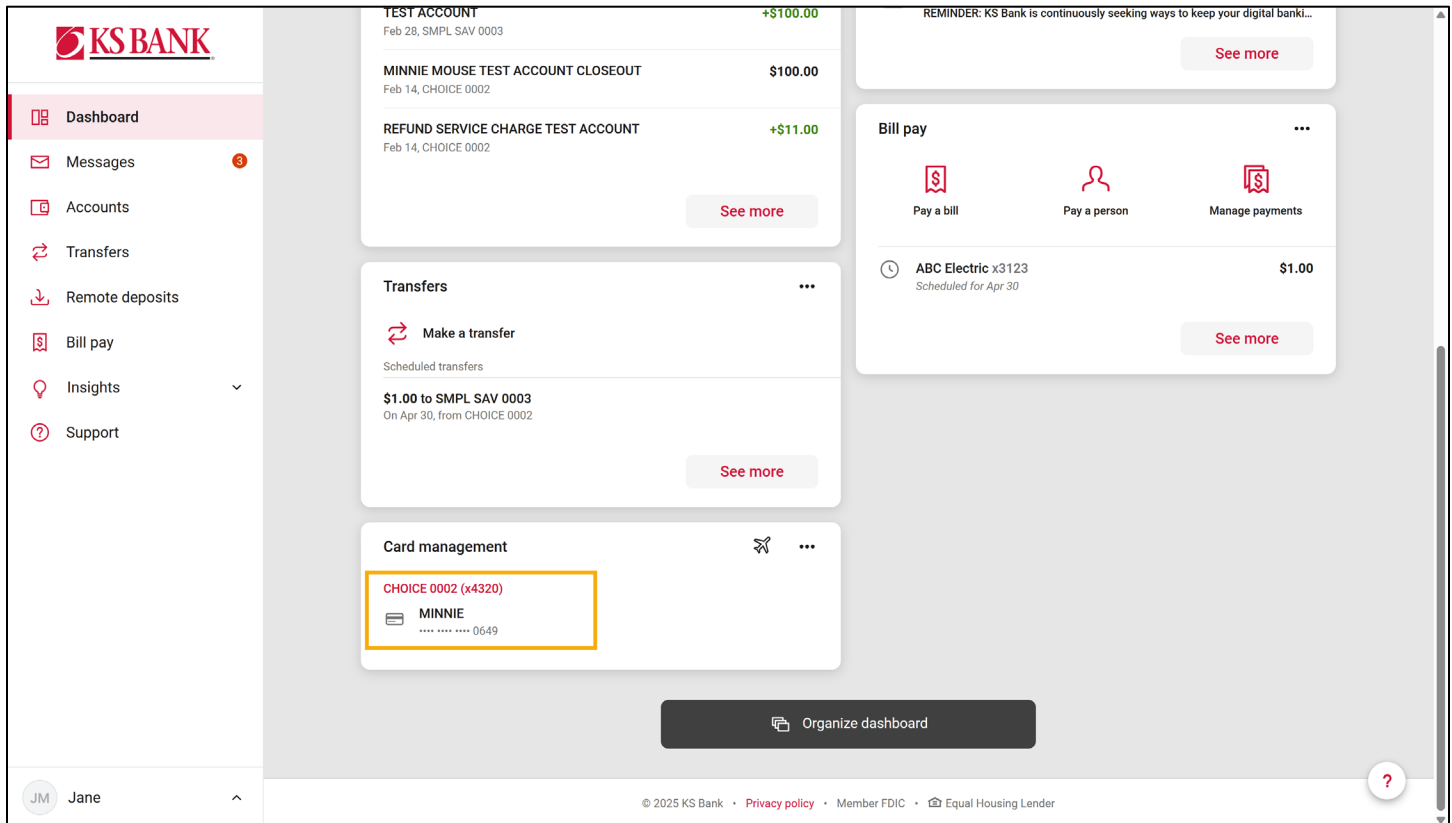 KS BANK
Dashboard
Messages
3
Accounts
Transfers
Remote deposits
Bill pay
Insights
Support
JM
Jane
TEST ACCOUNT
+$100.00
Feb 28, SMPL SAV 0003
MINNIE MOUSE TEST ACCOUNT CLOSEOUT
$100.00
Feb 14, CHOICE 0002
REFUND SERVICE CHARGE TEST ACCOUNT
+$11.00
Feb 14, CHOICE 0002
See more
Transfers
Make a transfer
Scheduled transfers
$1.00 to SMPL SAV 0003
On Apr 30, from CHOICE 0002
See more
Card management
CHOICE 0002 (x4320)
MINNIE
•••• •••• •••• 0649
REMINDER: KS Bank is continuously seeking ways to keep your digital banki...
See more
Bill pay
Pay a bill
Pay a person
Manage payments
ABC Electric x3123
$1.00
Scheduled for Apr 30
See more
Organize dashboard
?
© 2025 KS Bank • Privacy policy • Member FDIC • Equal Housing Lender